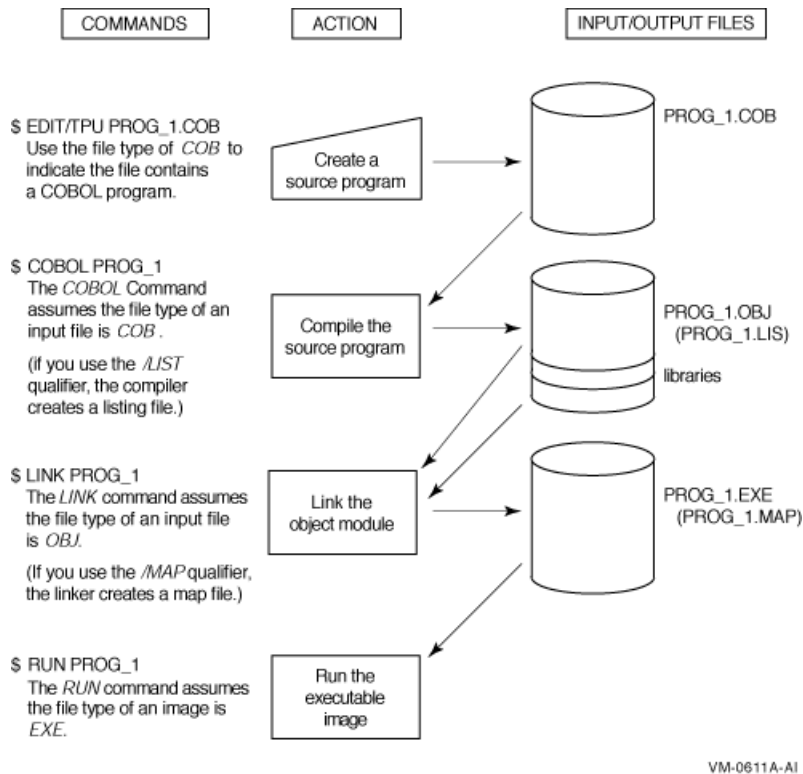 COMMANDS
ACTION
INPUT/OUTPUT FILES
$ EDIT/TPU PROG_1.COB
Use the file type of COB to
indicate the file contains
a COBOL program.
Create a
source program
PROG_1.COB
$ COBOL PROG_1
The COBOL Command
assumes the file type of an
input file is COB .
(if you use the /LIST
qualifier, the compiler
creates a listing file.)
Compile the
source program
PROG_1.OBJ
(PROG_1.LIS)
libraries
$ LINK PROG_1
The LINK command assumes
the file type of an input file
is OBJ.
(If you use the /MAP qualifier,
the linker creates a map file.)
Link the
object module
PROG_1.EXE
(PROG_1.MAP)
$ RUN PROG_1
The RUN command assumes
the file type of an image is
EXE.
Run the
executable
image
VM-0611A-AI